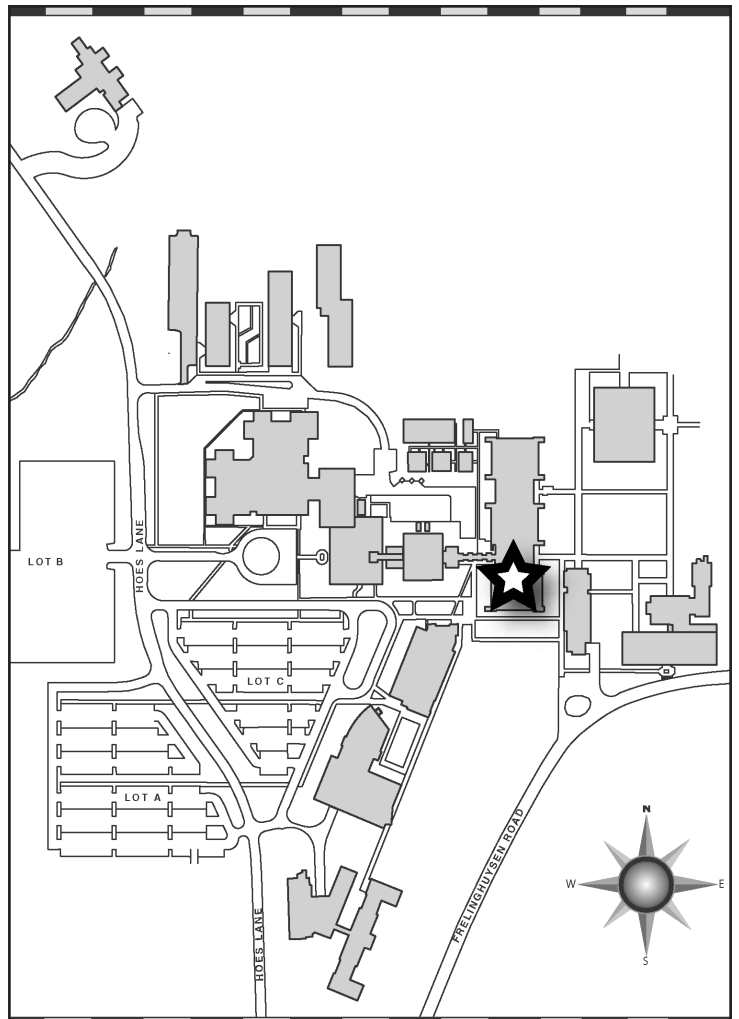 HOES LANE
LOT B
LOT C
LOT A
N
FRELINGHUYSEN ROAD
W
E
HOES LANE
S